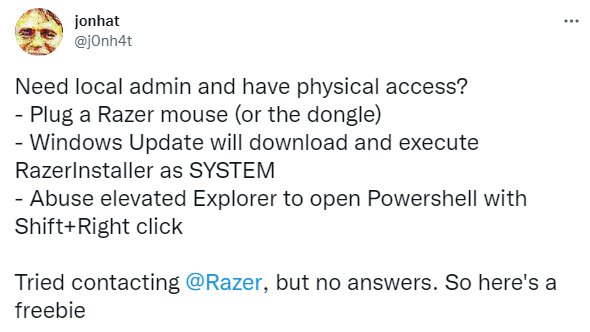 jonhat
@j0nh4t
Need local admin and have physical access?
- Plug a Razer mouse (or the dongle)
- Windows Update will download and execute
RazerInstaller as SYSTEM
- Abuse elevated Explorer to open Powershell with
Shift+Right click
Tried contacting @Razer, but no answers. So here's a
freebie